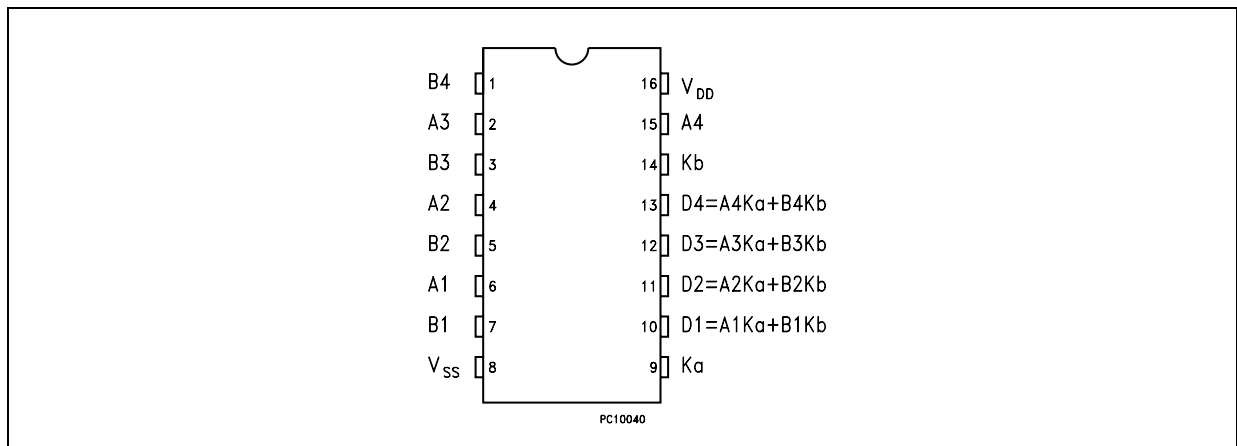 B4 1 16 V_DD
A3 2 15 A4
B3 3 14 Kb
A2 4 13 D4=A4Ka+B4Kb
B2 5 12 D3=A3Ka+B3Kb
A1 6 11 D2=A2Ka+B2Kb
B1 7 10 D1=A1Ka+B1Kb
V_SS 8 9 Ka
PC10040